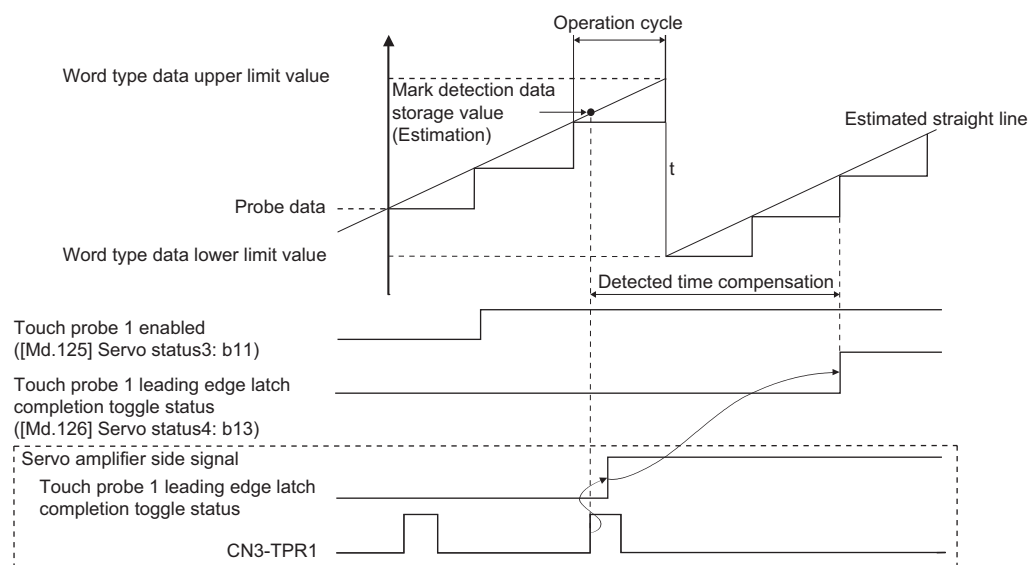 Operation cycle
Word type data upper limit value
Mark detection data
storage value
(Estimation)
Estimated straight line
t
Probe data
Word type data lower limit value
Detected time compensation
Touch probe 1 enabled
([Md.125] Servo status3: b11)
Touch probe 1 leading edge latch
completion toggle status
([Md.126] Servo status4: b13)
Servo amplifier side signal
Touch probe 1 leading edge latch
completion toggle status
CN3-TPR1